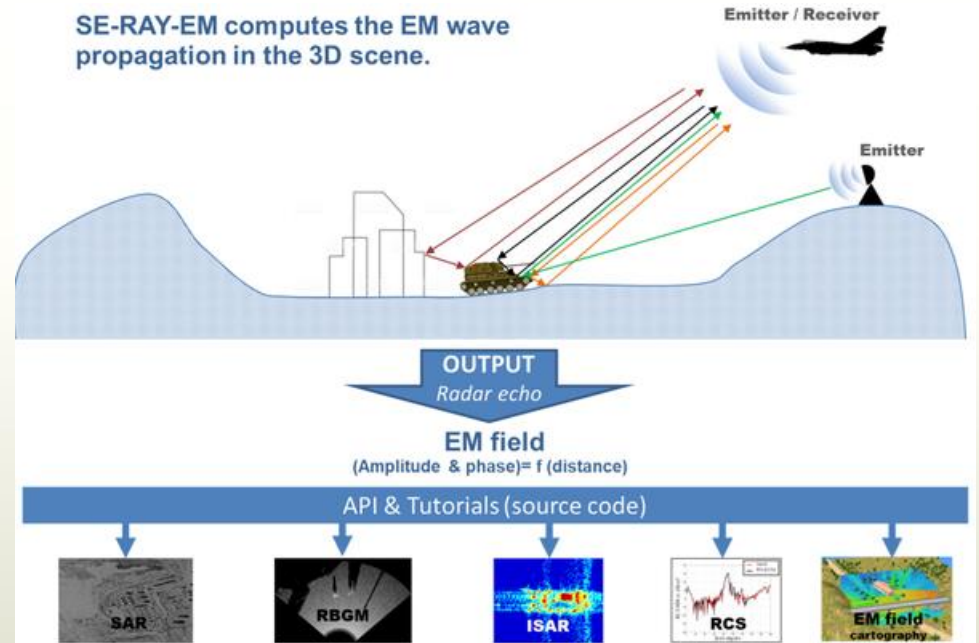 SE-RAY-EM computes the EM wave
propagation in the 3D scene.
Emitter / Receiver
Emitter
OUTPUT
Radar echo
EM field
(Amplitude & phase)= f (distance)
API & Tutorials (source code)
SAR
RBGM
ISAR
RCS
EM field
cartography